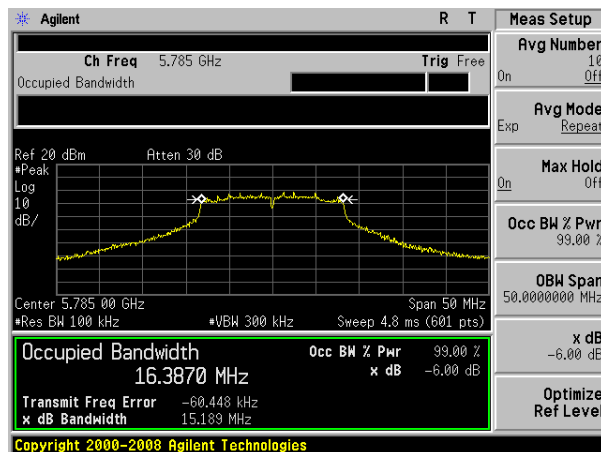 Agilent R T
Ch Freq 5.785 GHz Trig Free
Occupied Bandwidth
Ref 20 dBm Atten 30 dB
#Peak
Log
10
dB/
Center 5.785 00 GHz Span 50 MHz
#Res BW 100 kHz #VBW 300 kHz Sweep 4.8 ms (601 pts)
Occupied Bandwidth Occ BW % Pwr 99.00 %
16.3870 MHz x dB -6.00 dB
Transmit Freq Error -60.448 kHz
x dB Bandwidth 15.189 MHz
Copyright 2000-2008 Agilent Technologies
Meas Setup
Avg Number
10
On Off
Avg Mode
Exp Repeat
Max Hold
On Off
Occ BW % Pwr
99.00 %
OBW Span
50.0000000 MHz
x dB
-6.00 dB
Optimize
Ref Level